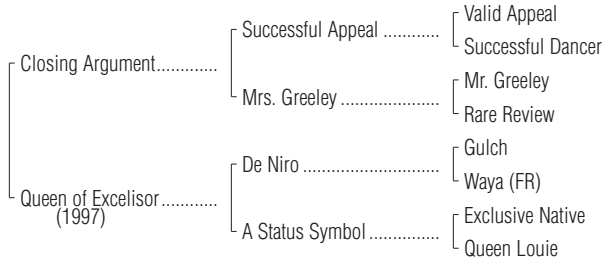 Valid Appeal
Successful Appeal ............
Successful Dancer
Closing Argument.............
Mr. Greeley
Mrs. Greeley .....................
Rare Review
Gulch
De Niro .............................
Waya (FR)
Queen of Excelisor............
(1997)
Exclusive Native
A Status Symbol ...............
Queen Louie